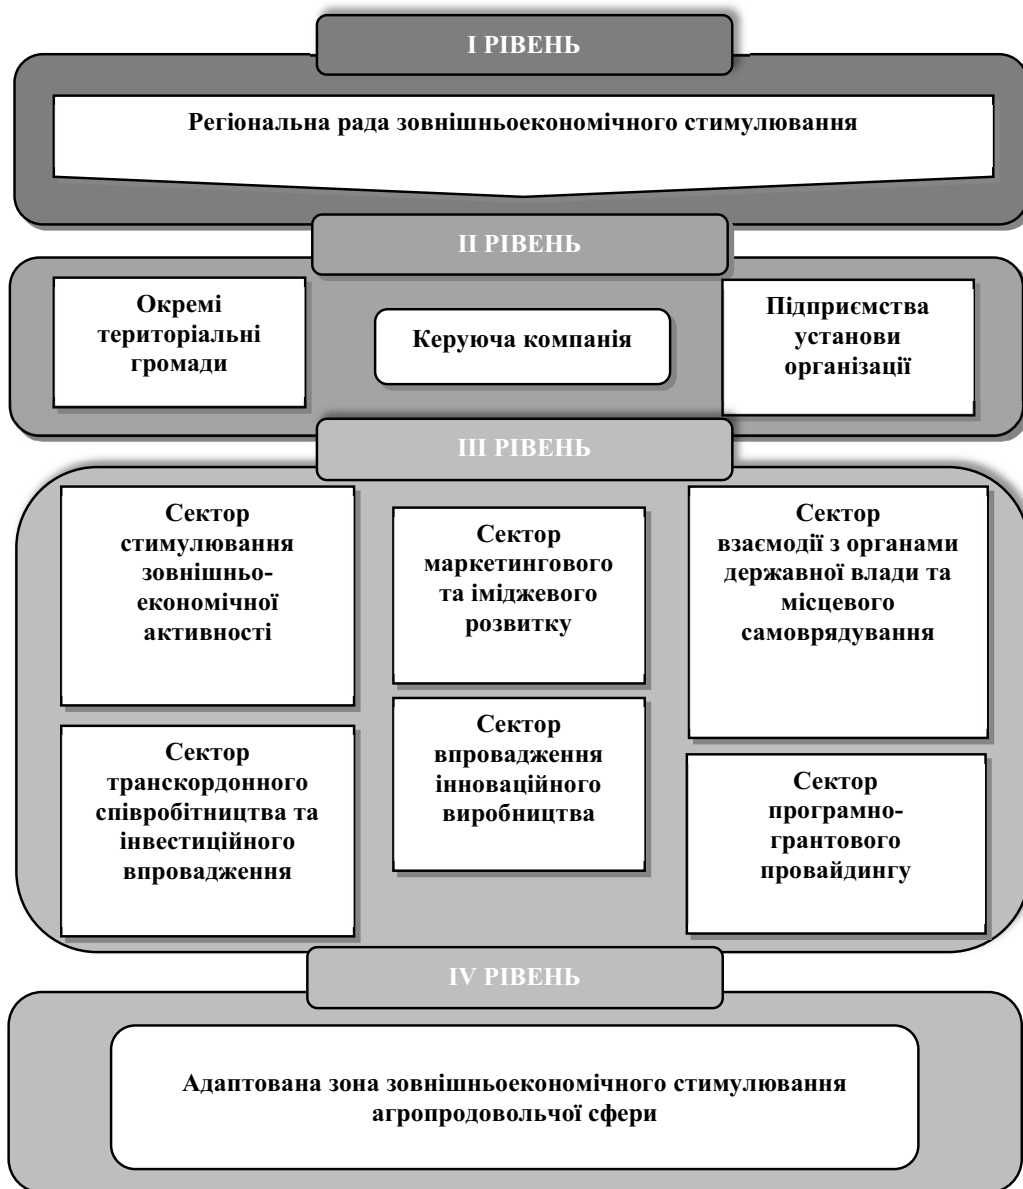 І РІВЕНЬ
Регіональна рада зовнішньоекономічного стимулювання
ІІ РІВЕНЬ
Окремі
територіальні
громади
Керуюча компанія
Підприємства
установи
організації
ІІІ РІВЕНЬ
Сектор
стимулювання
зовнішньо-
економічної
активності
Сектор
маркетингового
та іміджевого
розвитку
Сектор
взаємодії з органами
державної влади та
місцевого
самоврядування
Сектор
транскордонного
співробітництва та
інвестиційного
впровадження
Сектор
впровадження
інноваційного
виробництва
Сектор
програмно-
грантового
провайдингу
IV РІВЕНЬ
Адаптована зона зовнішньоекономічного стимулювання
агропродовольчої сфери